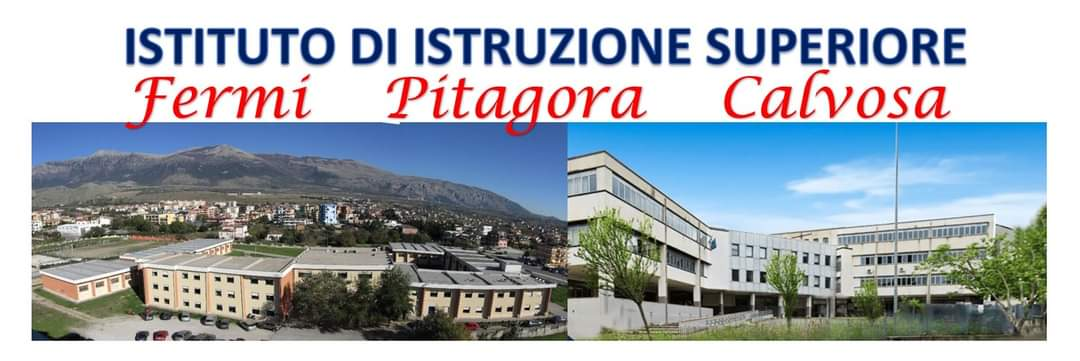 ISTITUTO DI ISTRUZIONE SUPERIORE
Fermi Pitagora Calvosa